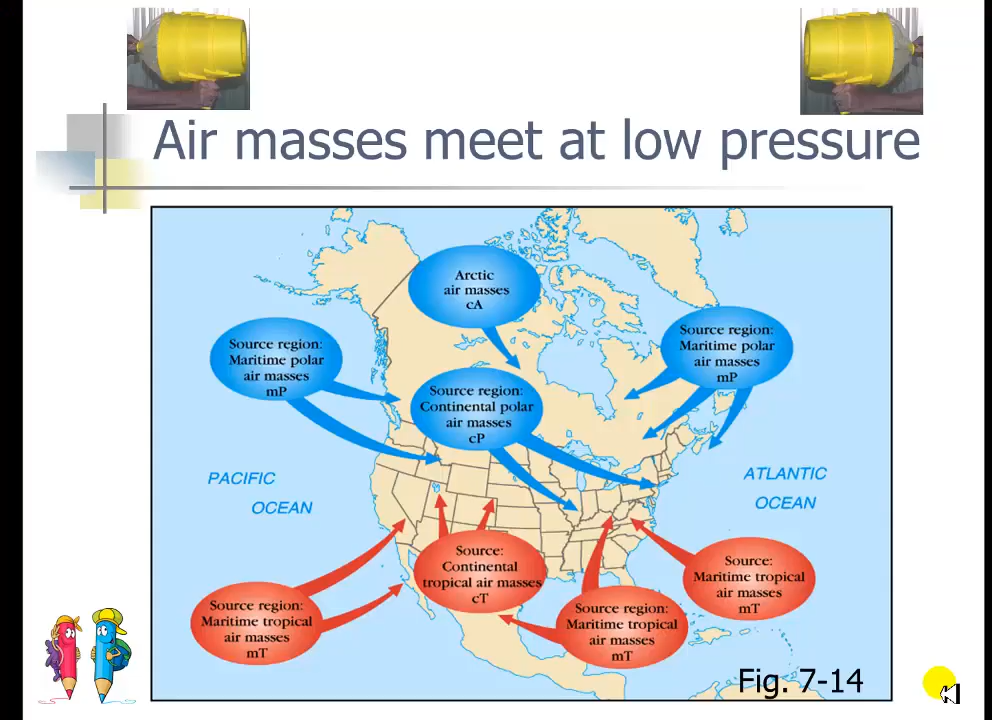 Air masses meet at low pressure
Arctic
air masses
cA
Source region:
Maritime polar
air masses
mP
Source region:
Maritime polar
air masses
mP
Source region:
Continental polar
air masses
cP
PACIFIC
OCEAN
ATLANTIC
OCEAN
Source:
Continental
tropical air masses
cT
Source:
Maritime tropical
air masses
mT
Source region:
Maritime tropical
air masses
mT
Source region:
Maritime tropical
air masses
mT
Fig. 7-14